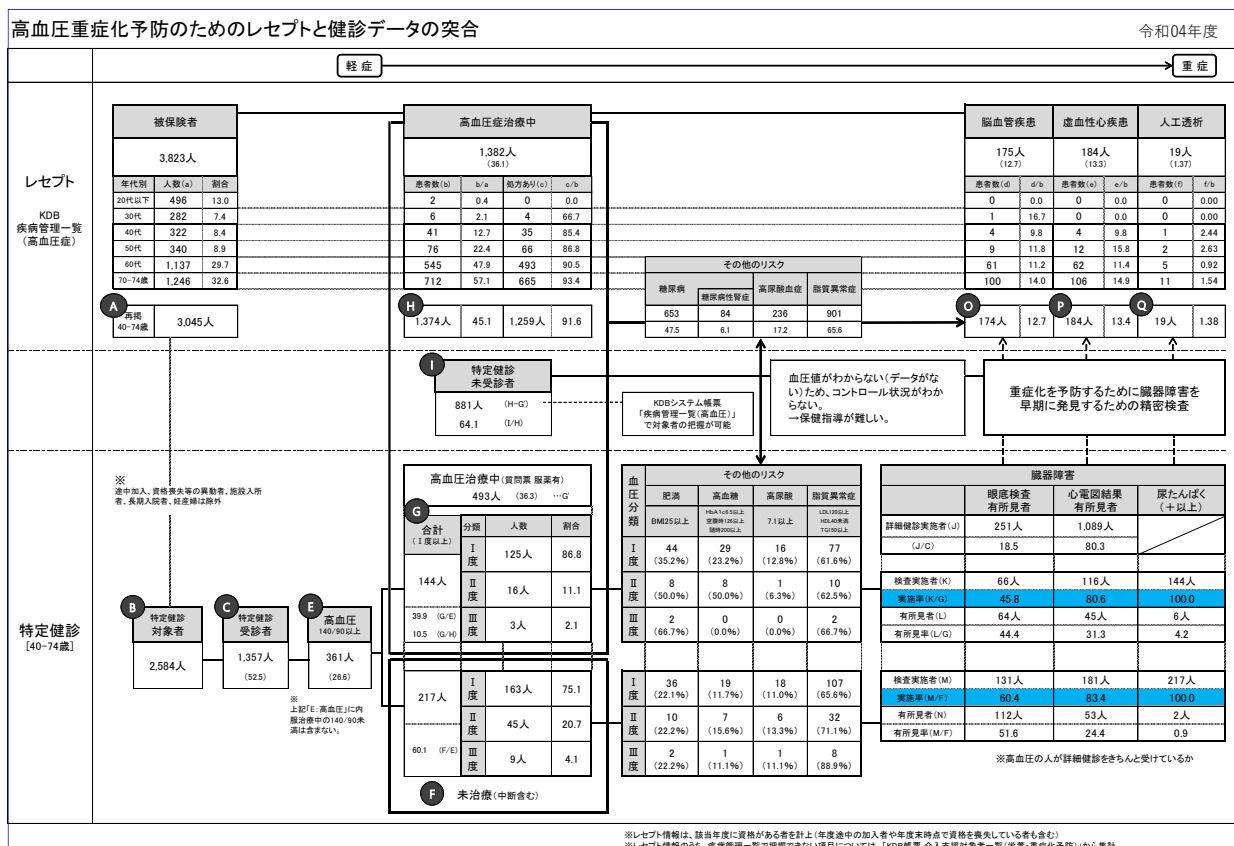 高血圧重症化予防のためのレセプトと健診データの突合
令和04年度
軽症
重症
レセプト
KDB
疾病管理一覧
(高血圧症)
被保険者
3,823人
年代別 人数(a) 割合
20代以下 496 13.0
30代 282 7.4
40代 322 8.4
50代 340 8.9
60代 1,137 29.7
70-74歳 1,246 32.6
A
再掲
40-74歳
3,045人
高血圧症治療中
1,382人
(36.1)
患者数(b) b/a 処方あり(c) c/b
2 0.4 0 0.0
6 2.1 4 66.7
41 12.7 35 85.4
76 22.4 66 86.8
545 47.9 493 90.5
712 57.1 665 93.4
H
1,374人 45.1 1,259人 91.6
その他のリスク
糖尿病 糖尿病性腎症 高尿酸血症 脂質異常症
653 84 236 901
47.5 6.1 17.2 65.6
脳血管疾患 虚血性心疾患 人工透析
175人 184人 19人
(12.7) (13.3) (1.37)
患者数(d) d/b 患者数(e) e/b 患者数(f) f/b
0 0.0 0 0.0 0 0.00
1 16.7 0 0.0 0 0.00
4 9.8 4 9.8 1 2.44
9 11.8 12 15.8 2 2.63
61 11.2 62 11.4 5 0.92
100 14.0 106 14.9 11 1.54
O P Q
174人 12.7 184人 13.4 19人 1.38
I
特定健診
未受診者
881人 (H-G')
64.1 (I/H)
KDBシステム帳票
「疾病管理一覧(高血圧)」
で対象者の把握が可能
血圧値がわからない(データがな
い)ため、コントロール状況がわか
らない。
→保健指導が難しい。
重症化を予防するために臓器障害を
早期に発見するための精密検査
特定健診
[40-74歳]
※
途中加入、資格喪失等の異動者、施設入所
者、長期入院者、妊産婦は除外
B
特定健診
対象者
2,584人
C
特定健診
受診者
1,357人
(52.5)
E
高血圧
140/90以上
361人
(26.6)
※
上記「E:高血圧」に内
服治療中の140/90未
満は含まない。
高血圧治療中(質問票 服薬有)
493人 (36.3) …G'
G
合計
(Ⅰ度以上)
分類 人数 割合
144人
39.9 (G/E)
10.5 (G/H)
Ⅰ度 125人 86.8
Ⅱ度 16人 11.1
Ⅲ度 3人 2.1
217人
60.1 (F/E)
Ⅰ度 163人 75.1
Ⅱ度 45人 20.7
Ⅲ度 9人 4.1
F 未治療(中断含む)
血圧分類
その他のリスク
肥満 高血糖 高尿酸 脂質異常症
BMI25以上
HbA1c6.5以上
空腹時126以上
随時200以上
7.1以上
LDL120以上
HDL40未満
TG150以上
Ⅰ度 44 29 16 77
(35.2%) (23.2%) (12.8%) (61.6%)
Ⅱ度 8 8 1 10
(50.0%) (50.0%) (6.3%) (62.5%)
Ⅲ度 2 0 0 2
(66.7%) (0.0%) (0.0%) (66.7%)
Ⅰ度 36 19 18 107
(22.1%) (11.7%) (11.0%) (65.6%)
Ⅱ度 10 7 6 32
(22.2%) (15.6%) (13.3%) (71.1%)
Ⅲ度 2 1 1 8
(22.2%) (11.1%) (11.1%) (88.9%)
臓器障害
眼底検査
有所見者
心電図結果
有所見者
尿たんぱく
(+以上)
詳細健診実施者(J) 251人 1,089人
(J/C) 18.5 80.3
検査実施者(K) 66人 116人 144人
実施率(K/G) 45.8 80.6 100.0
有所見者(L) 64人 45人 6人
有所見率(L/G) 44.4 31.3 4.2
検査実施者(M) 131人 181人 217人
実施率(M/F) 60.4 83.4 100.0
有所見者(N) 112人 53人 2人
有所見率(M/F) 51.6 24.4 0.9
※高血圧の人が詳細健診をきちんと受けているか
※レセプト情報は、該当年度に資格がある者を計上(年度途中の加入者や年度末時点で資格を喪失している者も含む)
※レセプト情報のうち、疾病管理一覧で把握できない項目については、「KDB帳票 介入支援対象者一覧(栄養・重症化予防)」から集計